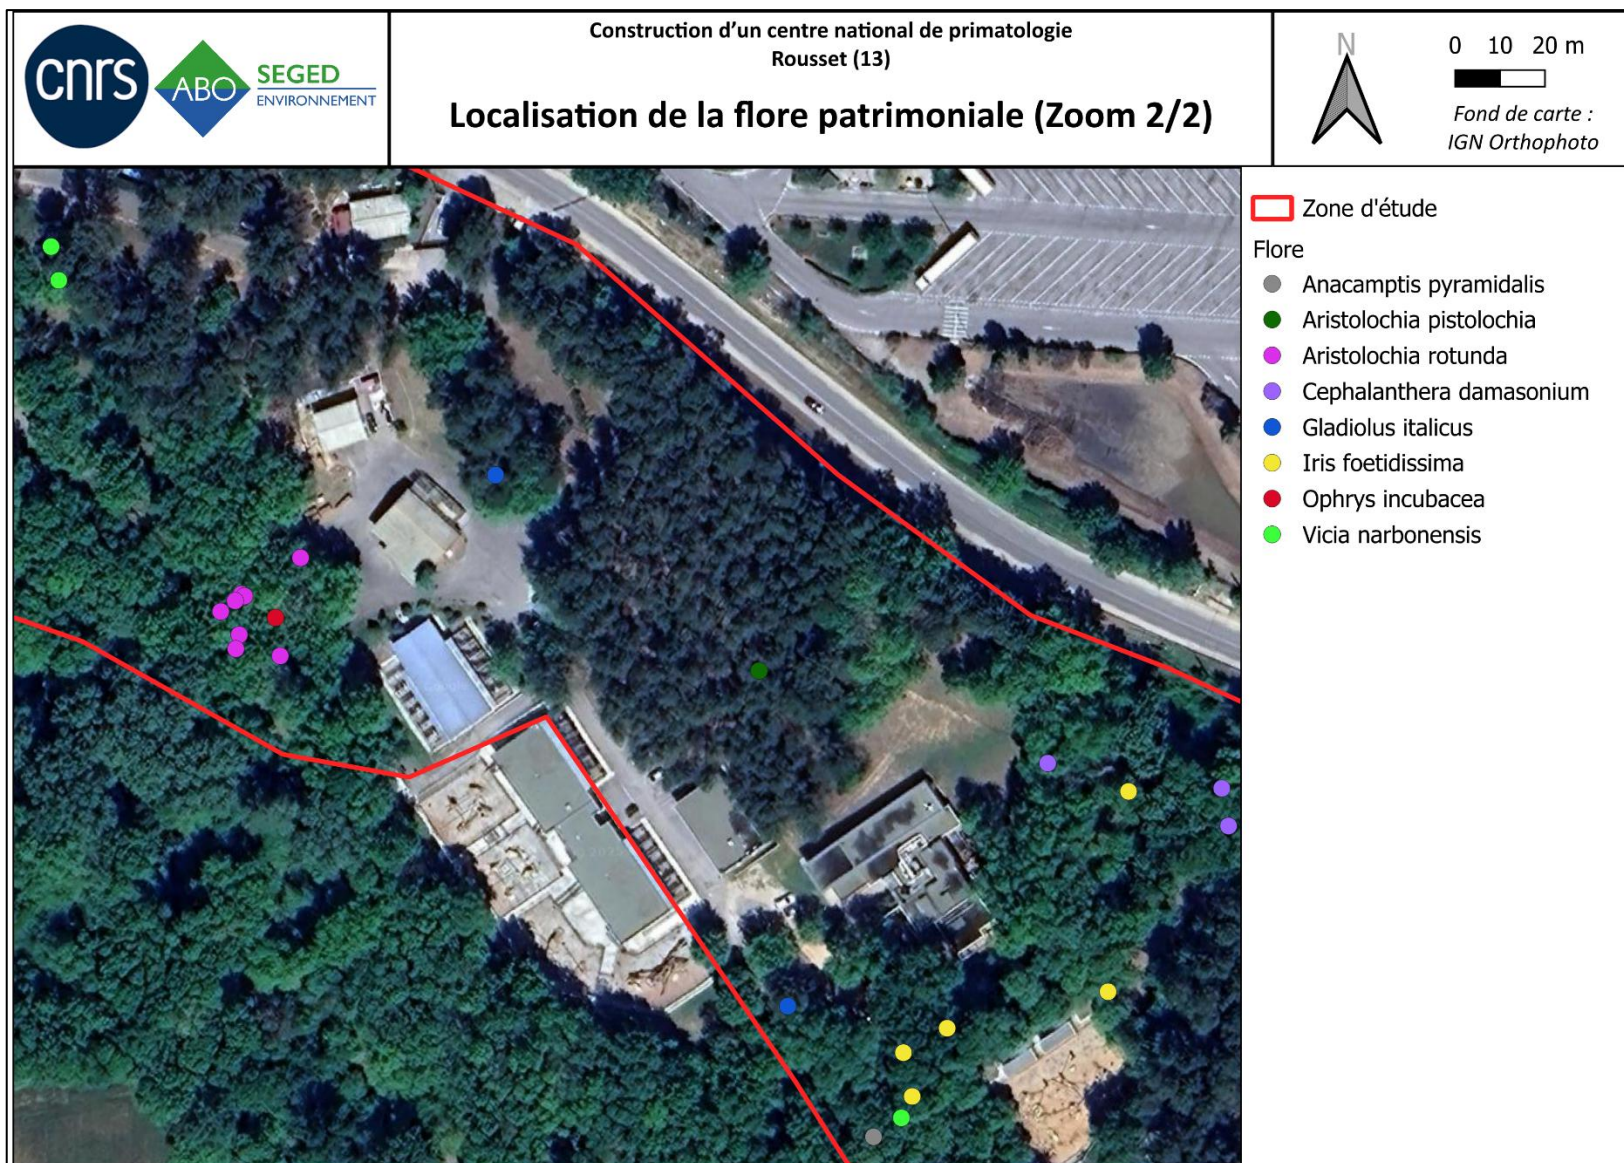 cnrs
ABO
SEGED
ENVIRONNEMENT
Construction d'un centre national de primatologie
Rousset (13)
Localisation de la flore patrimoniale (Zoom 2/2)
N
0 10 20 m
Fond de carte :
IGN Orthophoto
Zone d'étude
Flore
Anacamptis pyramidalis
Aristolochia pistolochia
Aristolochia rotunda
Cephalanthera damasonium
Gladiolus italicus
Iris foetidissima
Ophrys incubacea
Vicia narbonensis